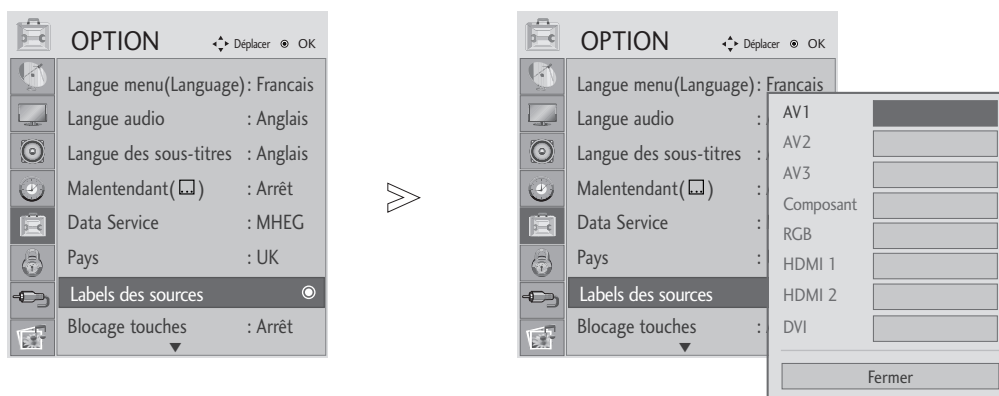 OPTION Déplacer OK
Langue menu(Language) : Francais
Langue audio : Anglais
Langue des sous-titres : Anglais
Malentendant( ) : Arrêt
Data Service : MHEG
Pays : UK
Labels des sources
Blocage touches : Arrêt
OPTION Déplacer OK
Langue menu(Language) : Francais
Langue audio :
Langue des sous-titres :
Malentendant( ) :
Data Service :
Pays :
Labels des sources
Blocage touches :
AV1
AV2
AV3
Composant
RGB
HDMI 1
HDMI 2
DVI
Fermer